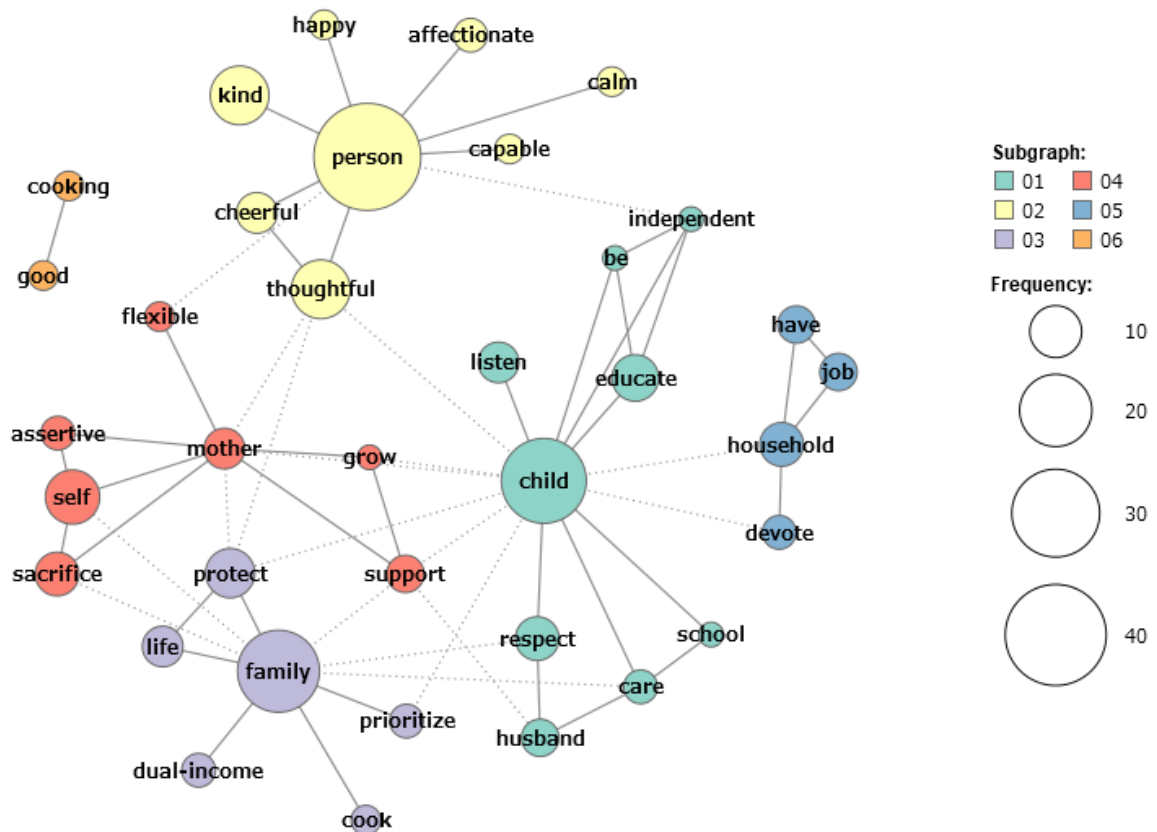 happy
affectionate
calm
kind
person
capable
cooking
cheerful
independent
be
good
thoughtful
flexible
have
listen
educate
job
assertive
mother
grow
household
child
self
devote
sacrifice
protect
support
respect
school
life
family
care
prioritize
husband
dual-income
cook
Subgraph:
01 04
02 05
03 06
Frequency:
10
20
30
40